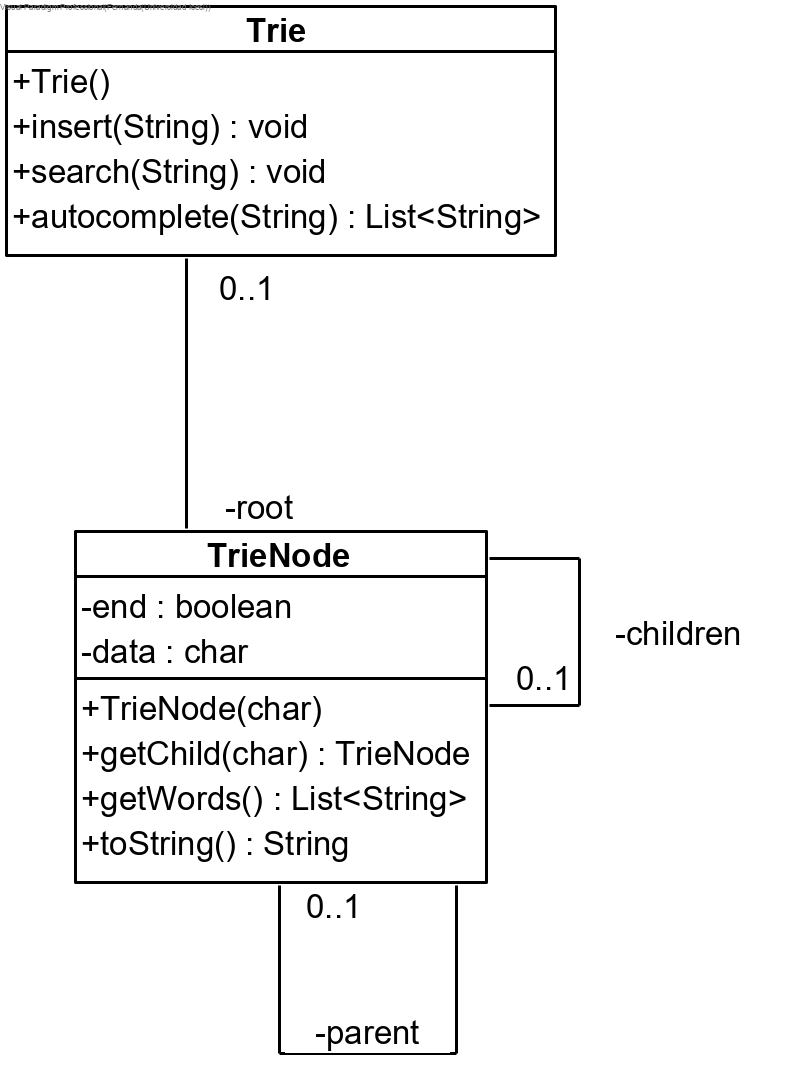 Trie
+Trie()
+insert(String) : void
+search(String) : void
+autocomplete(String) : List<String>
0..1
-root
TrieNode
-end : boolean
-data : char
-children
0..1
+TrieNode(char)
+getChild(char) : TrieNode
+getWords() : List<String>
+toString() : String
0..1
-parent